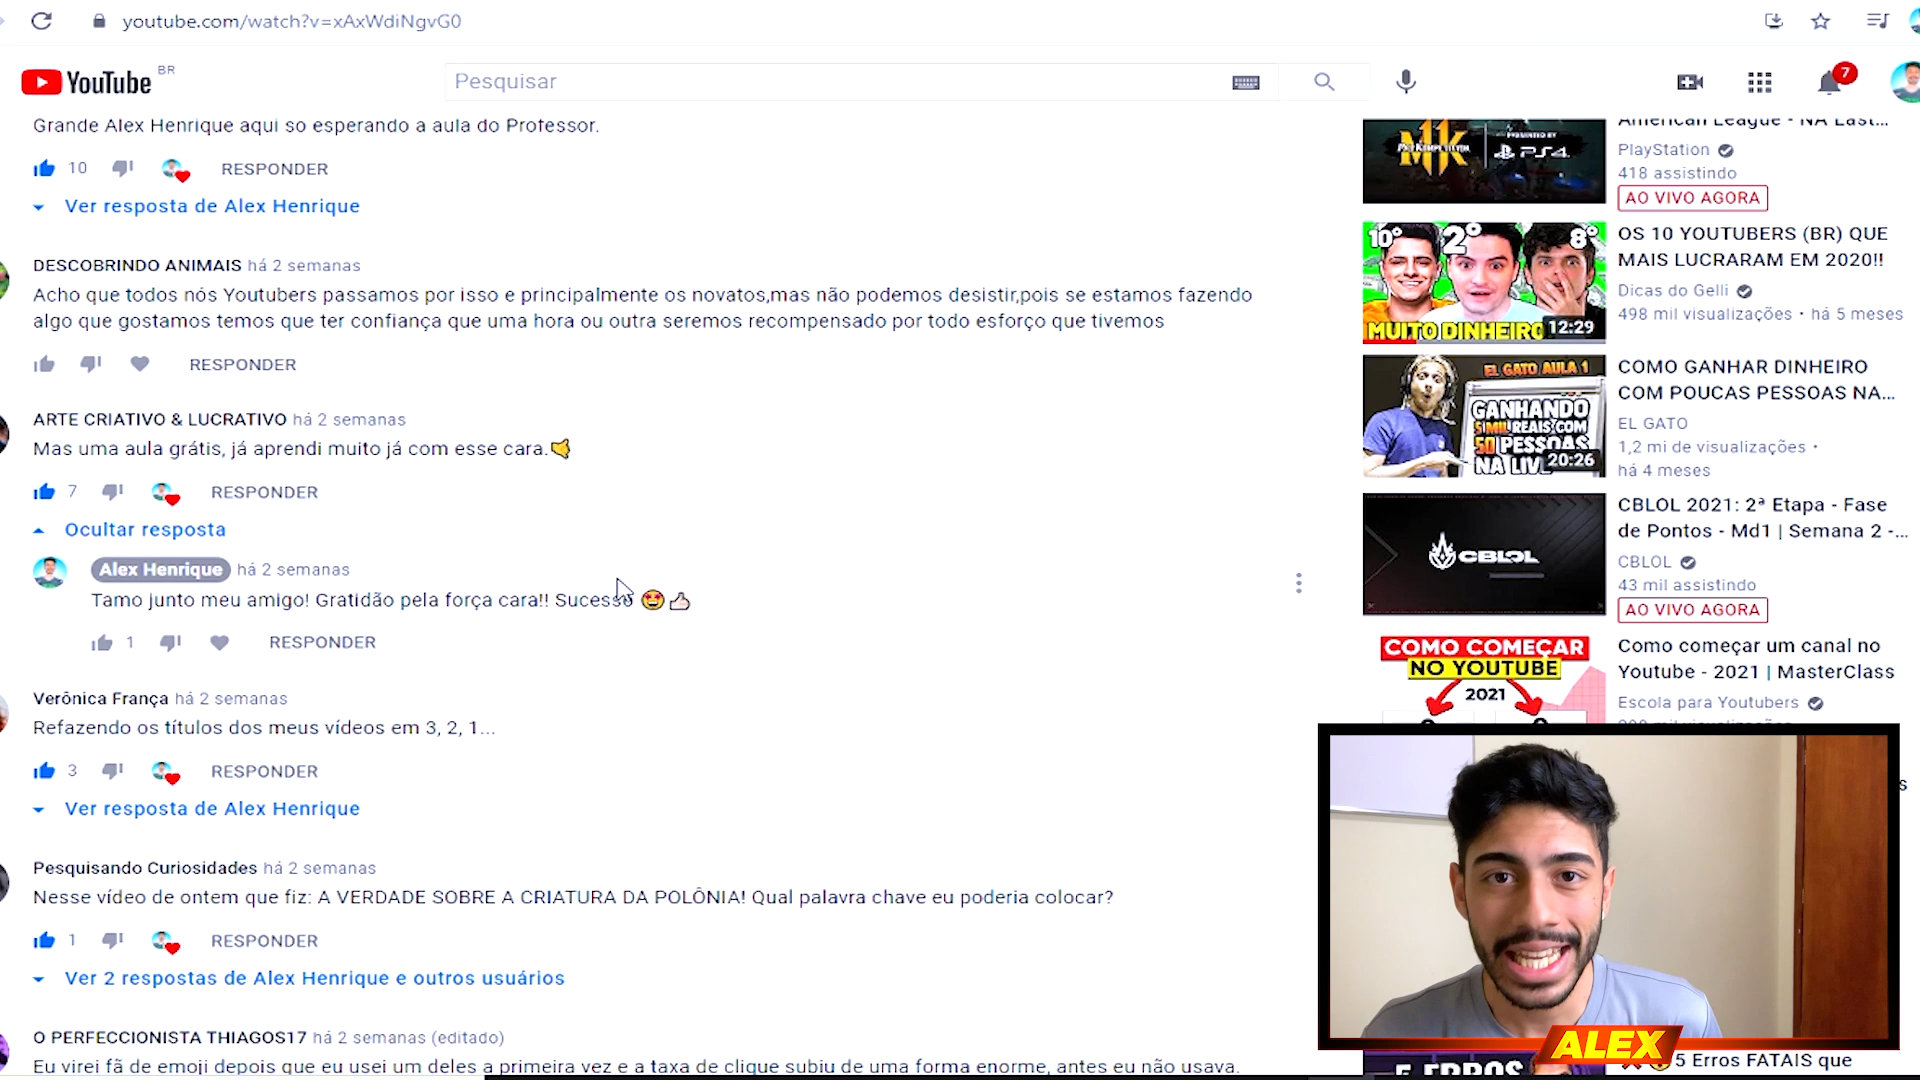 youtube.com/watch?v=xAxWdiNgvG0
YouTube BR
Pesquisar
7
Grande Alex Henrique aqui so esperando a aula do Professor.
10 RESPONDER
Ver resposta de Alex Henrique
DESCOBRINDO ANIMAIS há 2 semanas
Acho que todos nós Youtubers passamos por isso e principalmente os novatos,mas não podemos desistir,pois se estamos fazendo
algo que gostamos temos que ter confiança que uma hora ou outra seremos recompensado por todo esforço que tivemos
RESPONDER
ARTE CRIATIVO & LUCRATIVO há 2 semanas
Mas uma aula grátis, já aprendi muito já com esse cara.🤜
7 RESPONDER
Ocultar resposta
Alex Henrique há 2 semanas
Tamo junto meu amigo! Gratidão pela força cara!! Sucesso 🤩👍🏻
1 RESPONDER
Verônica França há 2 semanas
Refazendo os títulos dos meus vídeos em 3, 2, 1...
3 RESPONDER
Ver resposta de Alex Henrique
Pesquisando Curiosidades há 2 semanas
Nesse vídeo de ontem que fiz: A VERDADE SOBRE A CRIATURA DA POLÔNIA! Qual palavra chave eu poderia colocar?
1 RESPONDER
Ver 2 respostas de Alex Henrique e outros usuários
O PERFECCIONISTA THIAGOS17 há 2 semanas (editado)
Eu virei fã de emoji depois que eu usei um deles a primeira vez e a taxa de clique subiu de uma forma enorme, antes eu não usava.
PS4
American League - NA East...
PlayStation
418 assistindo
AO VIVO AGORA
10° 2° 8°
MUITO DINHEIRO 12:29
OS 10 YOUTUBERS (BR) QUE
MAIS LUCRARAM EM 2020!!
Dicas do Gelli
498 mil visualizações • há 5 meses
EL GATO AULA 1
GANHANDO
5 MIL REAIS COM
50 PESSOAS
NA LIV 20:26
COMO GANHAR DINHEIRO
COM POUCAS PESSOAS NA...
EL GATO
1,2 mi de visualizações •
há 4 meses
CBLOL
CBLOL 2021: 2ª Etapa - Fase
de Pontos - Md1 | Semana 2 -...
CBLOL
43 mil assistindo
AO VIVO AGORA
COMO COMEÇAR
NO YOUTUBE
2021
Como começar um canal no
Youtube - 2021 | MasterClass
Escola para Youtubers
ALEX
5 ERROS
5 Erros FATAIS que